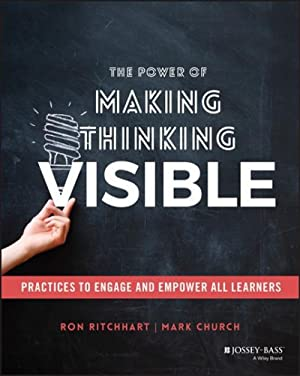 THE POWER OF
MAKING
THINKING
VISIBLE
PRACTICES TO ENGAGE AND EMPOWER ALL LEARNERS
RON RITCHHART | MARK CHURCH
JOSSEY-BASS
A Wiley Brand